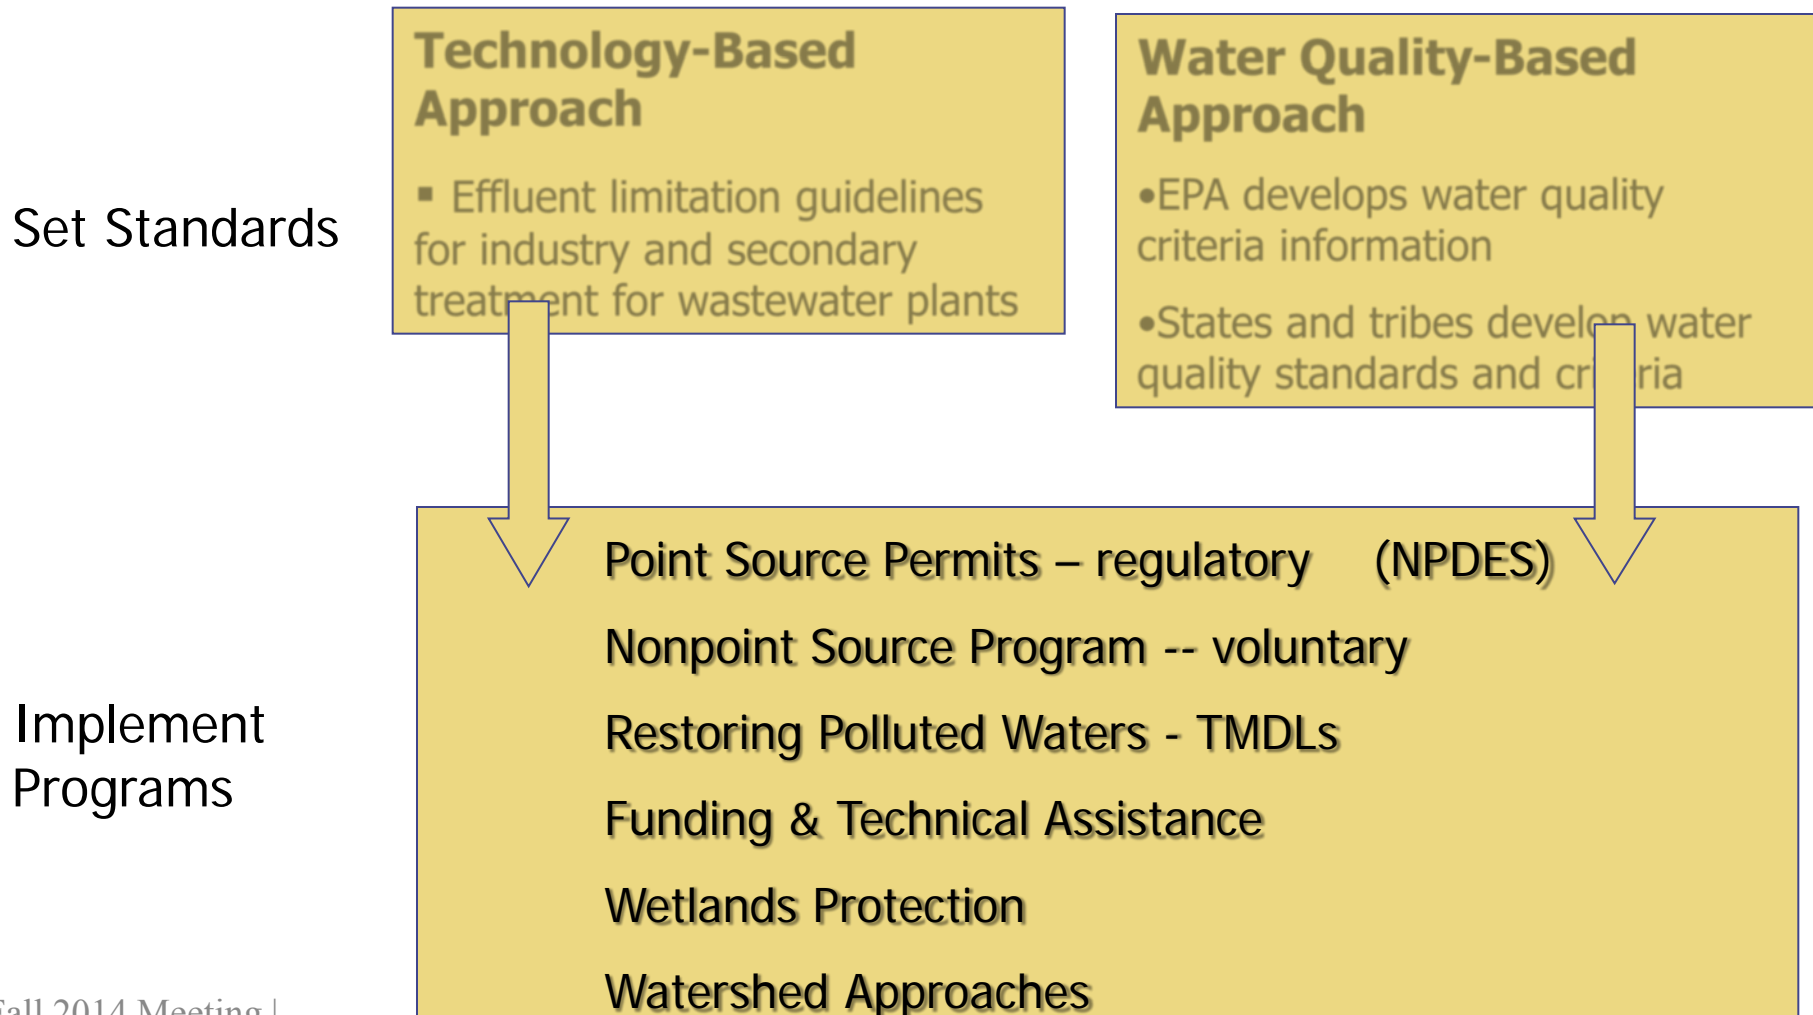 Technology-Based
Approach
▪ Effluent limitation guidelines
for industry and secondary
treatment for wastewater plants
Water Quality-Based
Approach
•EPA develops water quality
criteria information
•States and tribes develop water
quality standards and criteria
Set Standards
Point Source Permits – regulatory (NPDES)
Nonpoint Source Program -- voluntary
Restoring Polluted Waters - TMDLs
Funding & Technical Assistance
Wetlands Protection
Watershed Approaches
Implement
Programs
Fall 2014 Meeting |